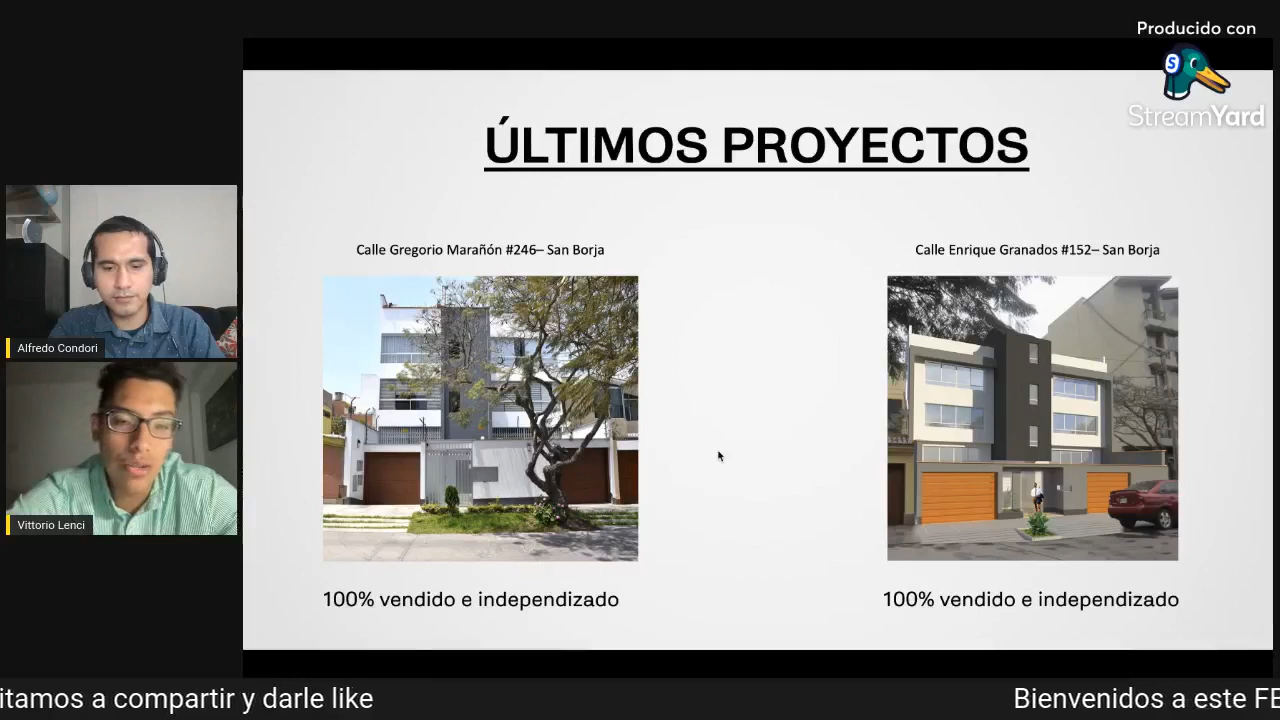 Producido con
StreamYard
ÚLTIMOS PROYECTOS
Calle Gregorio Marañón #246– San Borja
Calle Enrique Granados #152– San Borja
Alfredo Condori
Vittorio Lenci
100% vendido e independizado
100% vendido e independizado
itamos a compartir y darle like
Bienvenidos a este FE